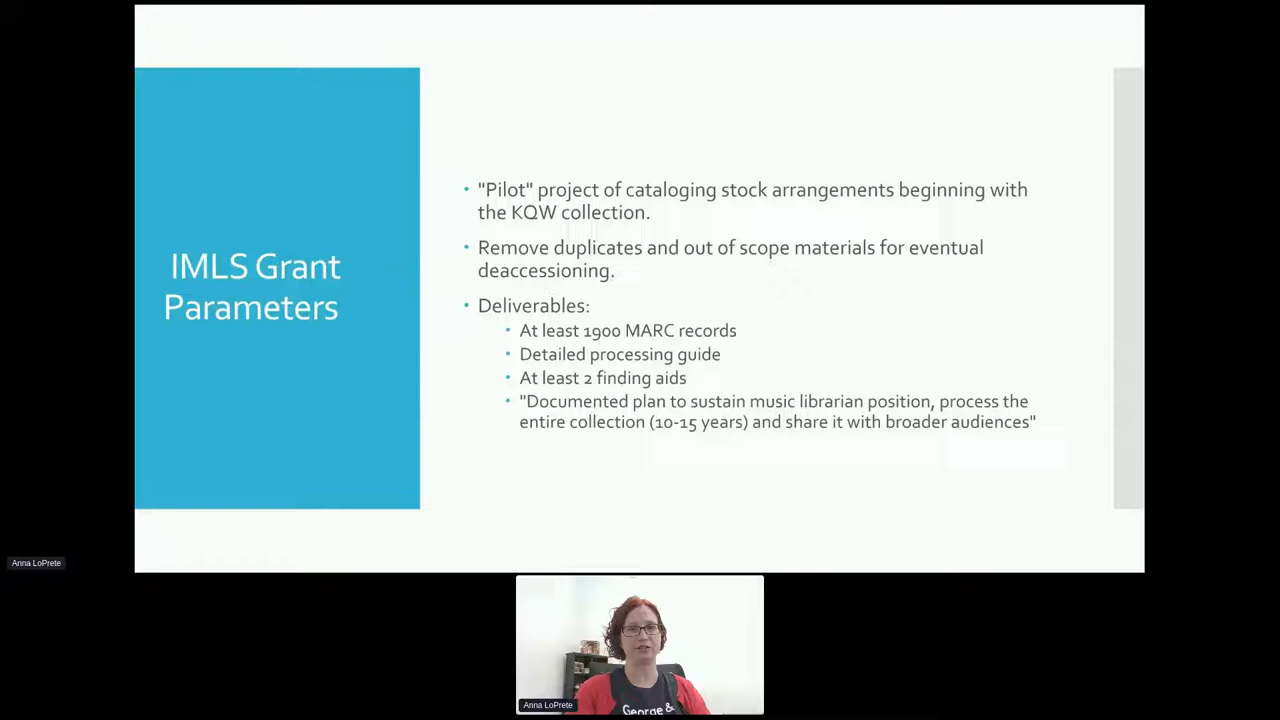 IMLS Grant
Parameters
• "Pilot" project of cataloging stock arrangements beginning with
the KQW collection.
• Remove duplicates and out of scope materials for eventual
deaccessioning.
• Deliverables:
• At least 1900 MARC records
• Detailed processing guide
• At least 2 finding aids
• "Documented plan to sustain music librarian position, process the
entire collection (10-15 years) and share it with broader audiences"
Anna LoPrete
George &
Anna LoPrete